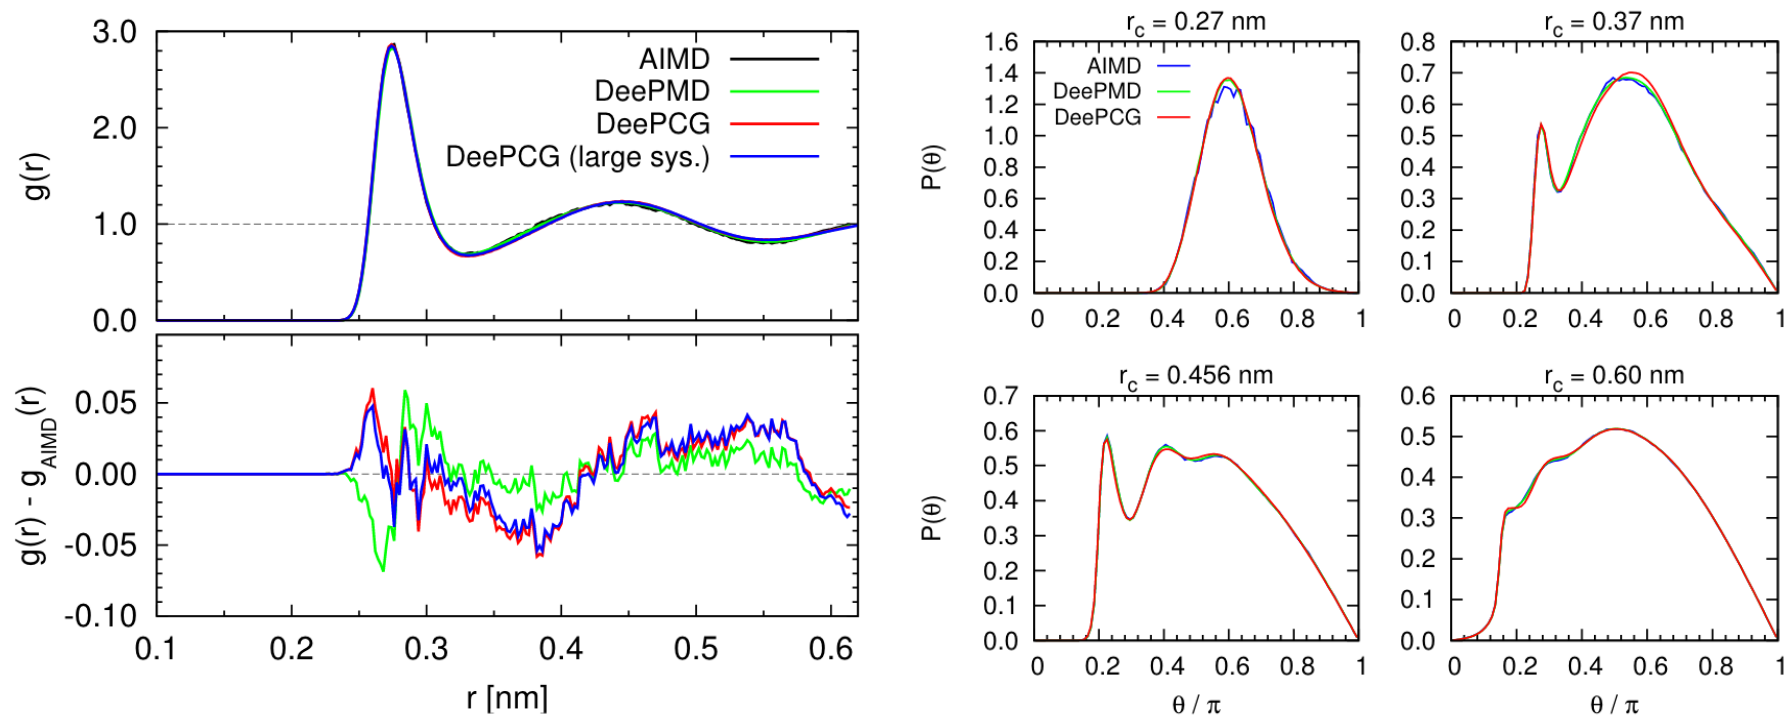 3.0
2.0
1.0
0.0
g(r)
AIMD
DeePMD
DeePCG
DeePCG (large sys.)
0.05
0.00
-0.05
-0.10
g(r) - g_AIMD(r)
0.1 0.2 0.3 0.4 0.5 0.6
r [nm]
r_c = 0.27 nm
1.6
1.4
1.2
1.0
0.8
0.6
0.4
0.2
0.0
P(θ)
AIMD
DeePMD
DeePCG
0 0.2 0.4 0.6 0.8 1
r_c = 0.37 nm
0.8
0.7
0.6
0.5
0.4
0.3
0.2
0.1
0.0
0 0.2 0.4 0.6 0.8 1
r_c = 0.456 nm
0.7
0.6
0.5
0.4
0.3
0.2
0.1
0.0
P(θ)
0 0.2 0.4 0.6 0.8 1
θ / π
r_c = 0.60 nm
0.6
0.5
0.4
0.3
0.2
0.1
0.0
0 0.2 0.4 0.6 0.8 1
θ / π